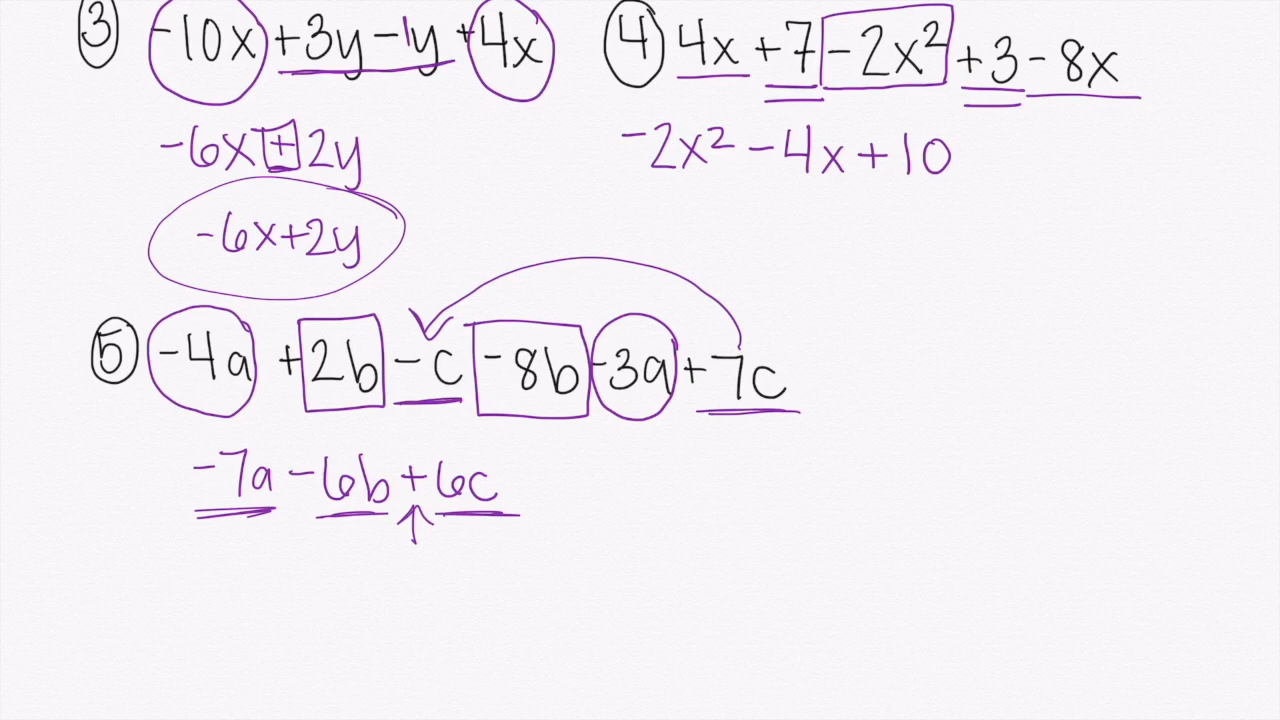 ③ -10x +3y -1y +4x
-6x + 2y
-6x+2y
④ 4x +7 -2x² +3 - 8x
-2x² - 4x + 10
⑤ -4a +2b -c -8b -3a +7c
-7a - 6b + 6c